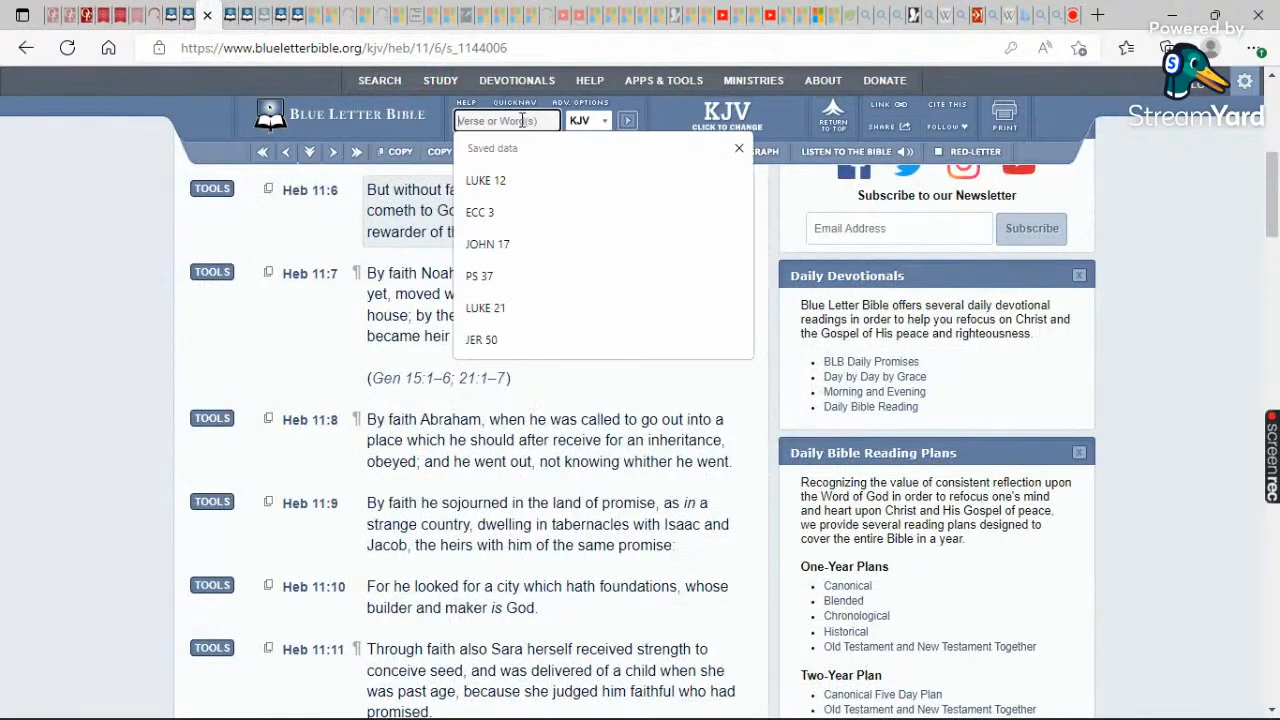 Powered by
StreamYard
https://www.blueletterbible.org/kjv/heb/11/6/s_1144006
SEARCH STUDY DEVOTIONALS HELP APPS & TOOLS MINISTRIES ABOUT DONATE
BLUE LETTER BIBLE
HELP QUICKNAV ADV. OPTIONS
Verse or Word(s)
KJV
KJV
CLICK TO CHANGE
RETURN
TO TOP
LINK
CITE THIS
SHARE
FOLLOW
PRINT
COPY
LISTEN TO THE BIBLE
RED-LETTER
Saved data
LUKE 12
ECC 3
JOHN 17
PS 37
LUKE 21
JER 50
TOOLS Heb 11:6 But without
cometh to
rewarder of
TOOLS Heb 11:7 ¶ By faith Noah
yet, moved
house; by the
became heir
(Gen 15:1–6; 21:1–7)
TOOLS Heb 11:8 ¶ By faith Abraham, when he was called to go out into a
place which he should after receive for an inheritance,
obeyed; and he went out, not knowing whither he went.
TOOLS Heb 11:9 By faith he sojourned in the land of promise, as in a
strange country, dwelling in tabernacles with Isaac and
Jacob, the heirs with him of the same promise:
TOOLS Heb 11:10 For he looked for a city which hath foundations, whose
builder and maker is God.
TOOLS Heb 11:11 ¶ Through faith also Sara herself received strength to
conceive seed, and was delivered of a child when she
was past age, because she judged him faithful who had
promised.
Subscribe to our Newsletter
Email Address
Subscribe
Daily Devotionals
Blue Letter Bible offers several daily devotional
readings in order to help you refocus on Christ and
the Gospel of His peace and righteousness.
BLB Daily Promises
Day by Day by Grace
Morning and Evening
Daily Bible Reading
Daily Bible Reading Plans
Recognizing the value of consistent reflection upon
the Word of God in order to refocus one's mind
and heart upon Christ and His Gospel of peace,
we provide several reading plans designed to
cover the entire Bible in a year.
One-Year Plans
Canonical
Blended
Chronological
Historical
Old Testament and New Testament Together
Two-Year Plan
Canonical Five Day Plan
Old Testament and New Testament Together
screenrec